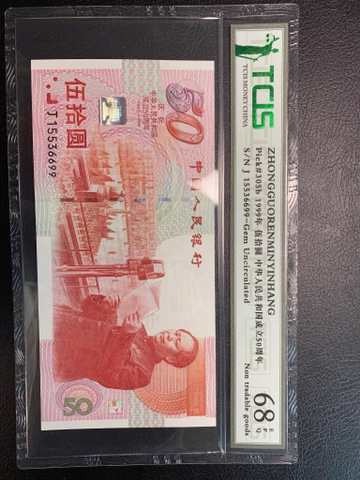 TCIS
TCIS MONEY CHINA
ZHONGGUORENMINYINHANG
Pick#305b 1999年 伍拾圆 中华人民共和国成立50周年
S/N J 15536699-Gem Uncirculated
68
EPQ
Non tradable goods
50
中国人民银行
伍拾圆
J15536699
50